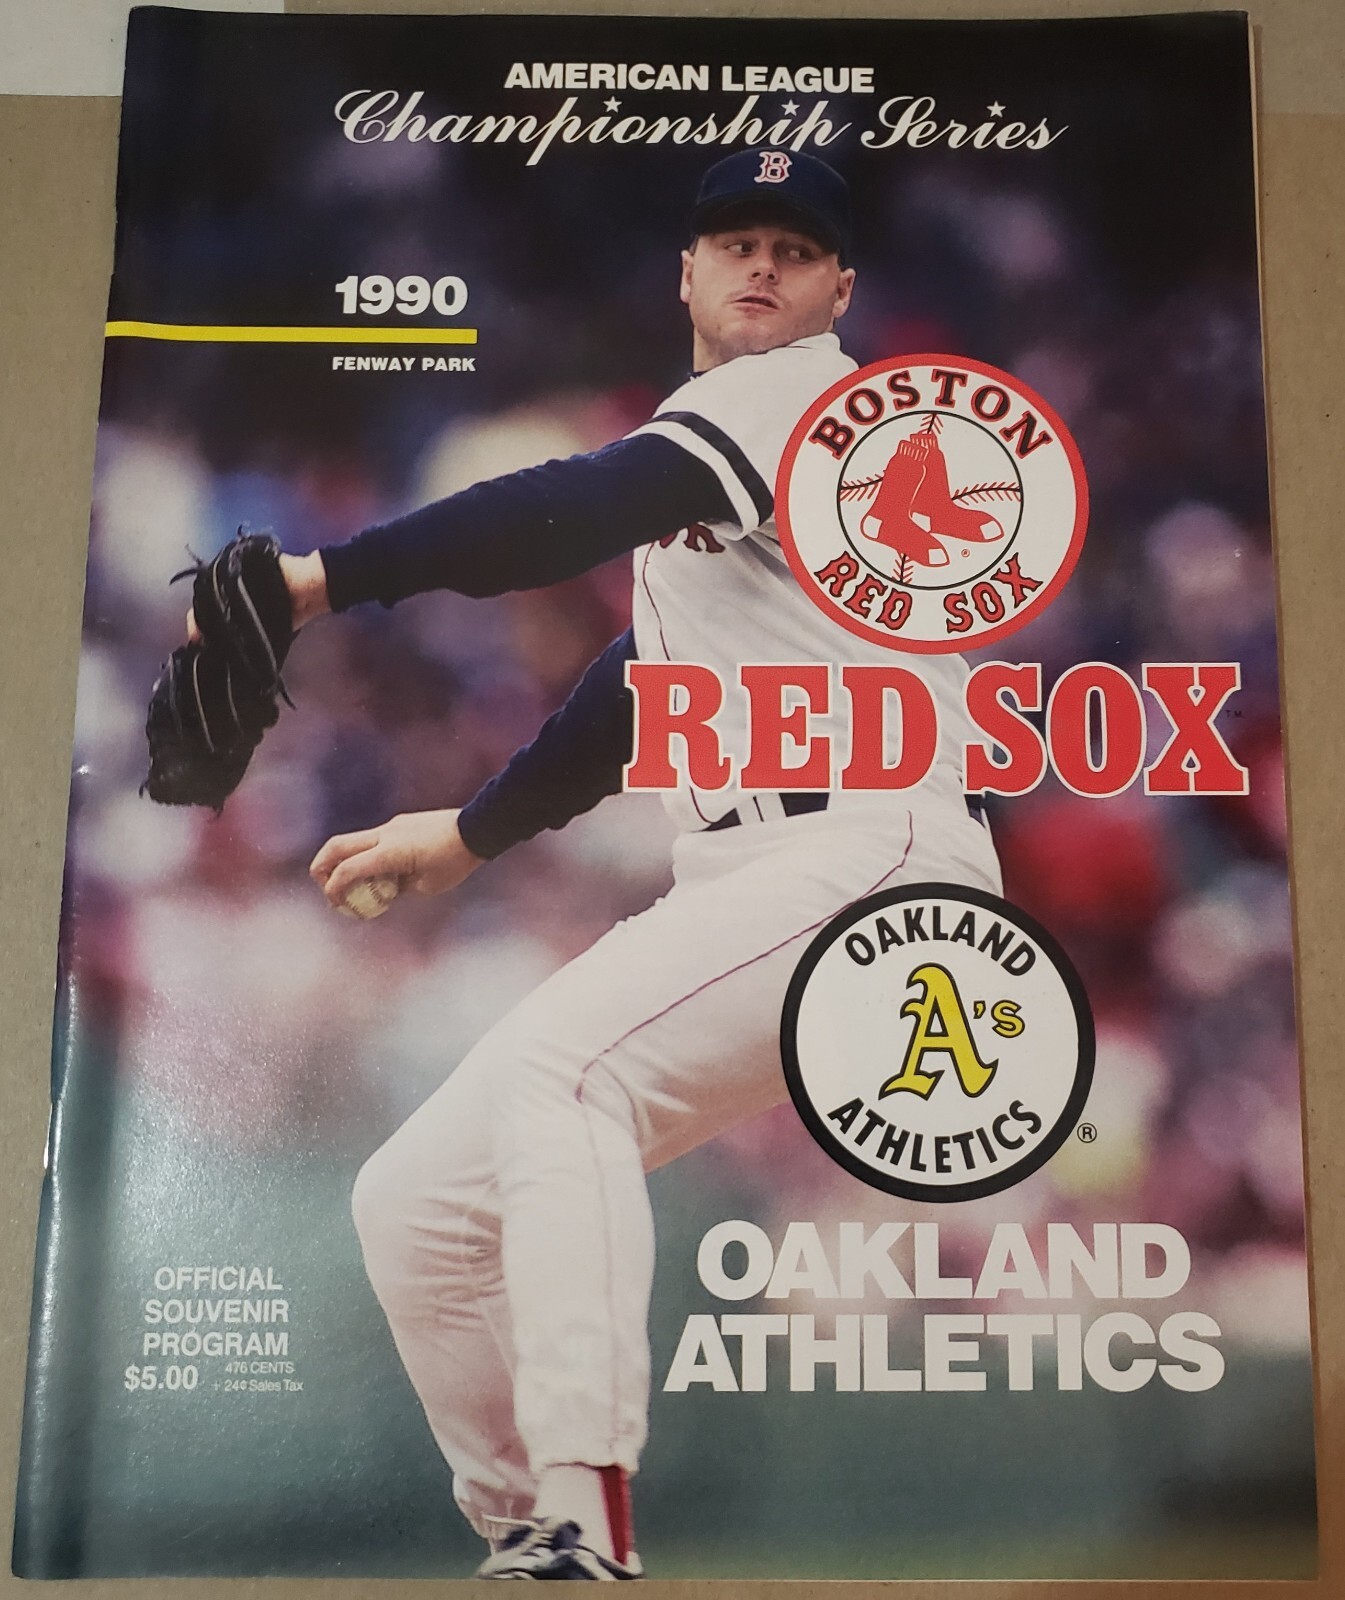 AMERICAN LEAGUE
Championship Series
B
1990
FENWAY PARK
BOSTON
RED SOX
®
RED SOX
TM
OAKLAND
A's
ATHLETICS
®
OAKLAND
ATHLETICS
OFFICIAL
SOUVENIR
PROGRAM
$5.00 476 CENTS
+ 24¢ Sales Tax